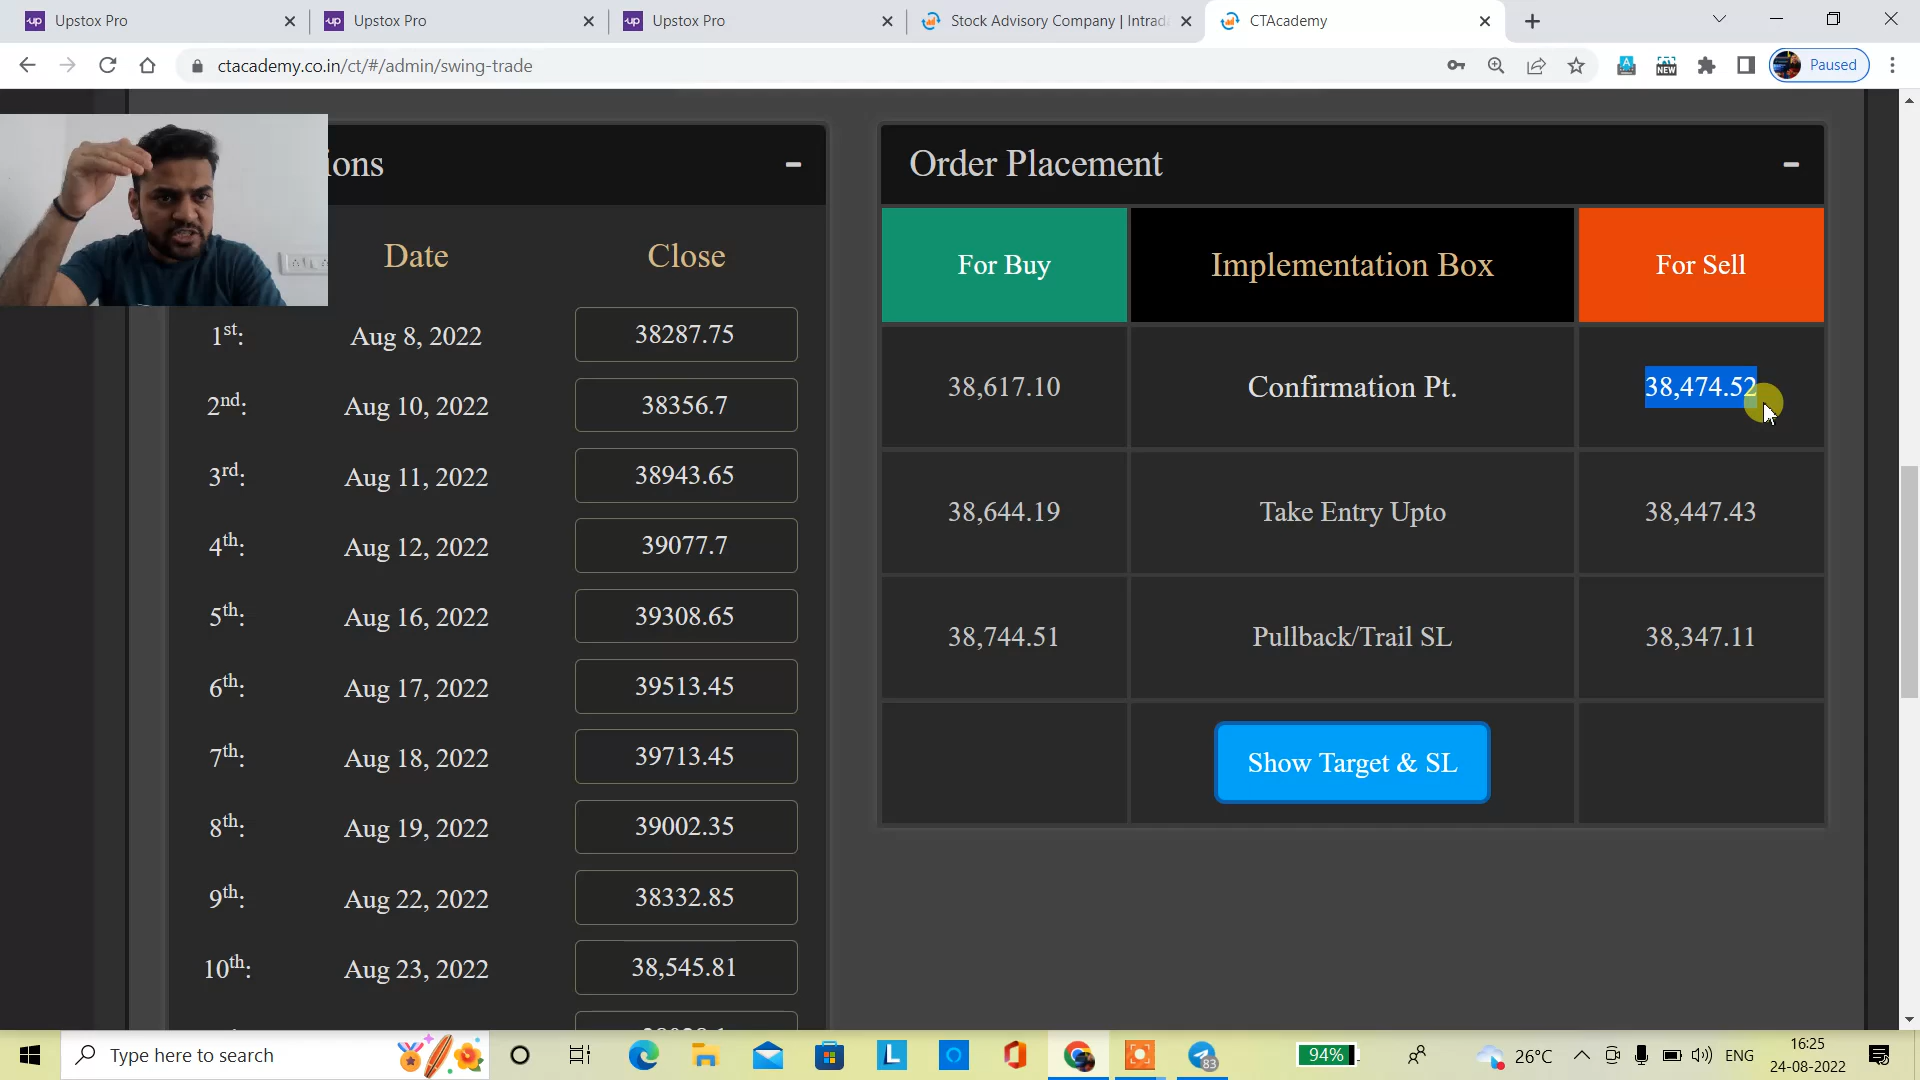 Upstox Pro
Upstox Pro
Upstox Pro
Stock Advisory Company | Intrad
CTAcademy
ctacademy.co.in/ct/#/admin/swing-trade
NEW
Paused
ions
Date Close
1st: Aug 8, 2022 38287.75
2nd: Aug 10, 2022 38356.7
3rd: Aug 11, 2022 38943.65
4th: Aug 12, 2022 39077.7
5th: Aug 16, 2022 39308.65
6th: Aug 17, 2022 39513.45
7th: Aug 18, 2022 39713.45
8th: Aug 19, 2022 39002.35
9th: Aug 22, 2022 38332.85
10th: Aug 23, 2022 38,545.81
Order Placement
For Buy Implementation Box For Sell
38,617.10 Confirmation Pt. 38,474.52
38,644.19 Take Entry Upto 38,447.43
38,744.51 Pullback/Trail SL 38,347.11
Show Target & SL
Type here to search
83
94%
26°C
ENG
16:25
24-08-2022